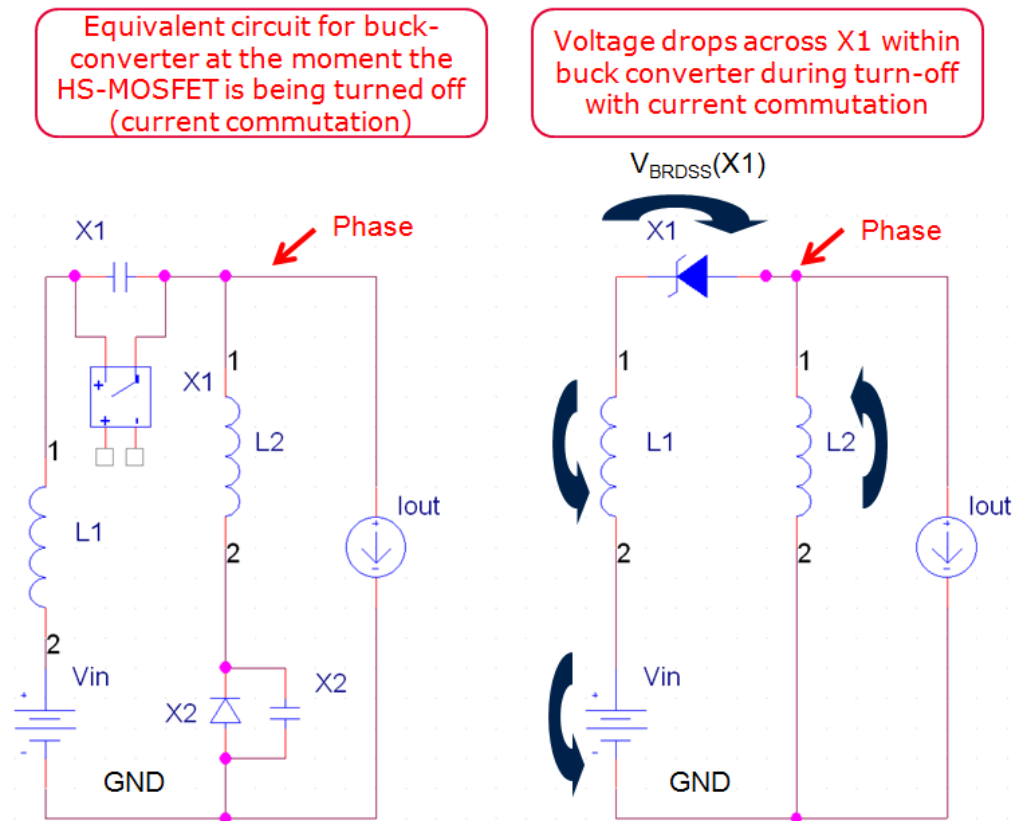 Equivalent circuit for buck-
converter at the moment the
HS-MOSFET is being turned off
(current commutation)
Voltage drops across X1 within
buck converter during turn-off
with current commutation
V_BRDSS(X1)
X1
Phase
X1
Phase
+
+
-
1
X1
L2
1
L1
2
2
Iout
+
-
X2
X2
Vin
+
-
GND
1
L1
2
1
L2
2
Iout
+
-
Vin
+
-
GND